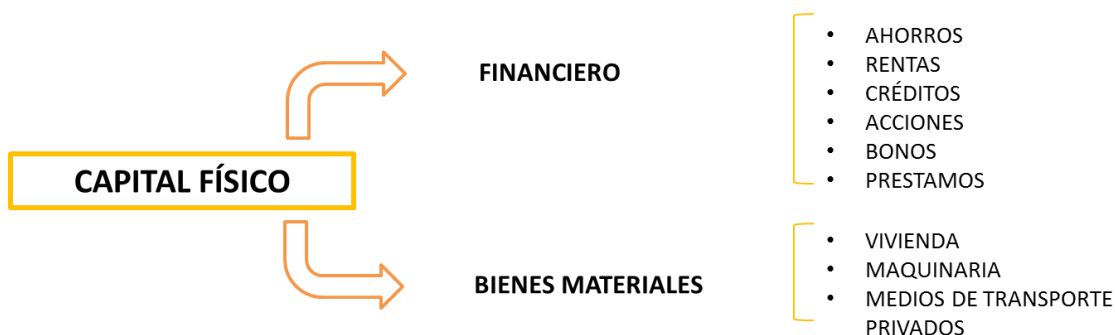 CAPITAL FÍSICO
FINANCIERO
• AHORROS
• RENTAS
• CRÉDITOS
• ACCIONES
• BONOS
• PRESTAMOS
BIENES MATERIALES
• VIVIENDA
• MAQUINARIA
• MEDIOS DE TRANSPORTE
PRIVADOS